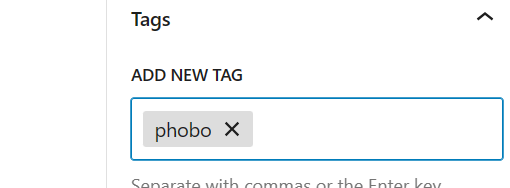 Tags
ADD NEW TAG
phobo
Separate with commas or the Enter key